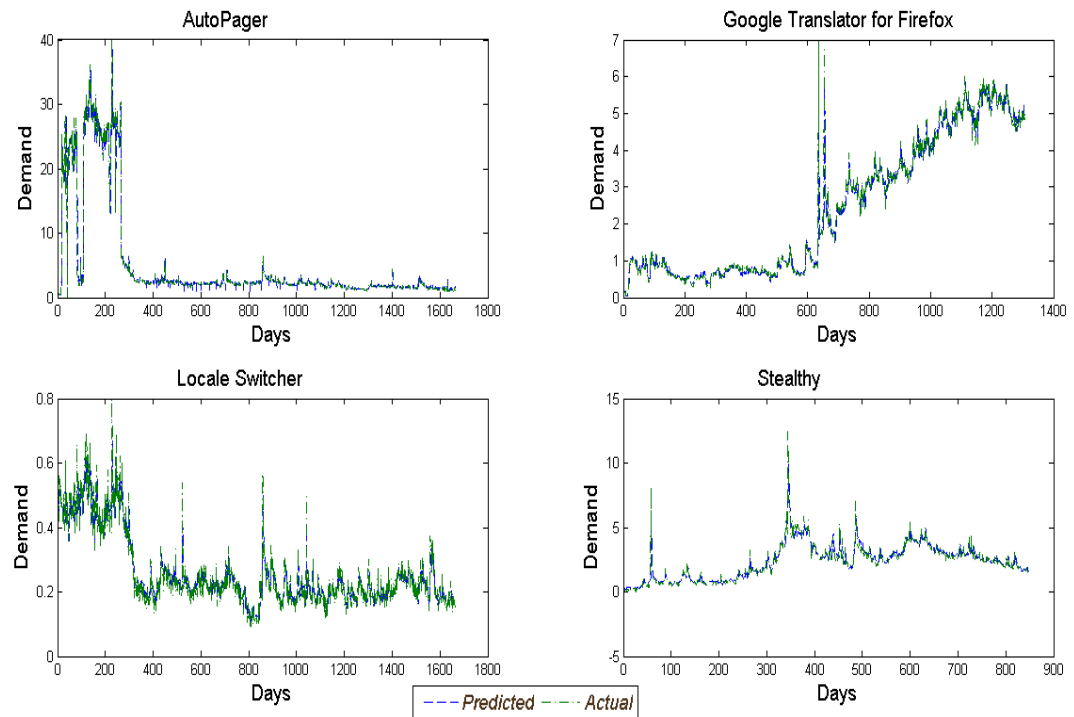 AutoPager
40
30
20
10
0
Demand
0 200 400 600 800 1000 1200 1400 1600 1800
Days
Google Translator for Firefox
7
6
5
4
3
2
1
0
Demand
0 200 400 600 800 1000 1200 1400
Days
Locale Switcher
0.8
0.6
0.4
0.2
0
Demand
0 200 400 600 800 1000 1200 1400 1600 1800
Days
Stealthy
15
10
5
0
-5
Demand
0 100 200 300 400 500 600 700 800 900
Days
Predicted Actual